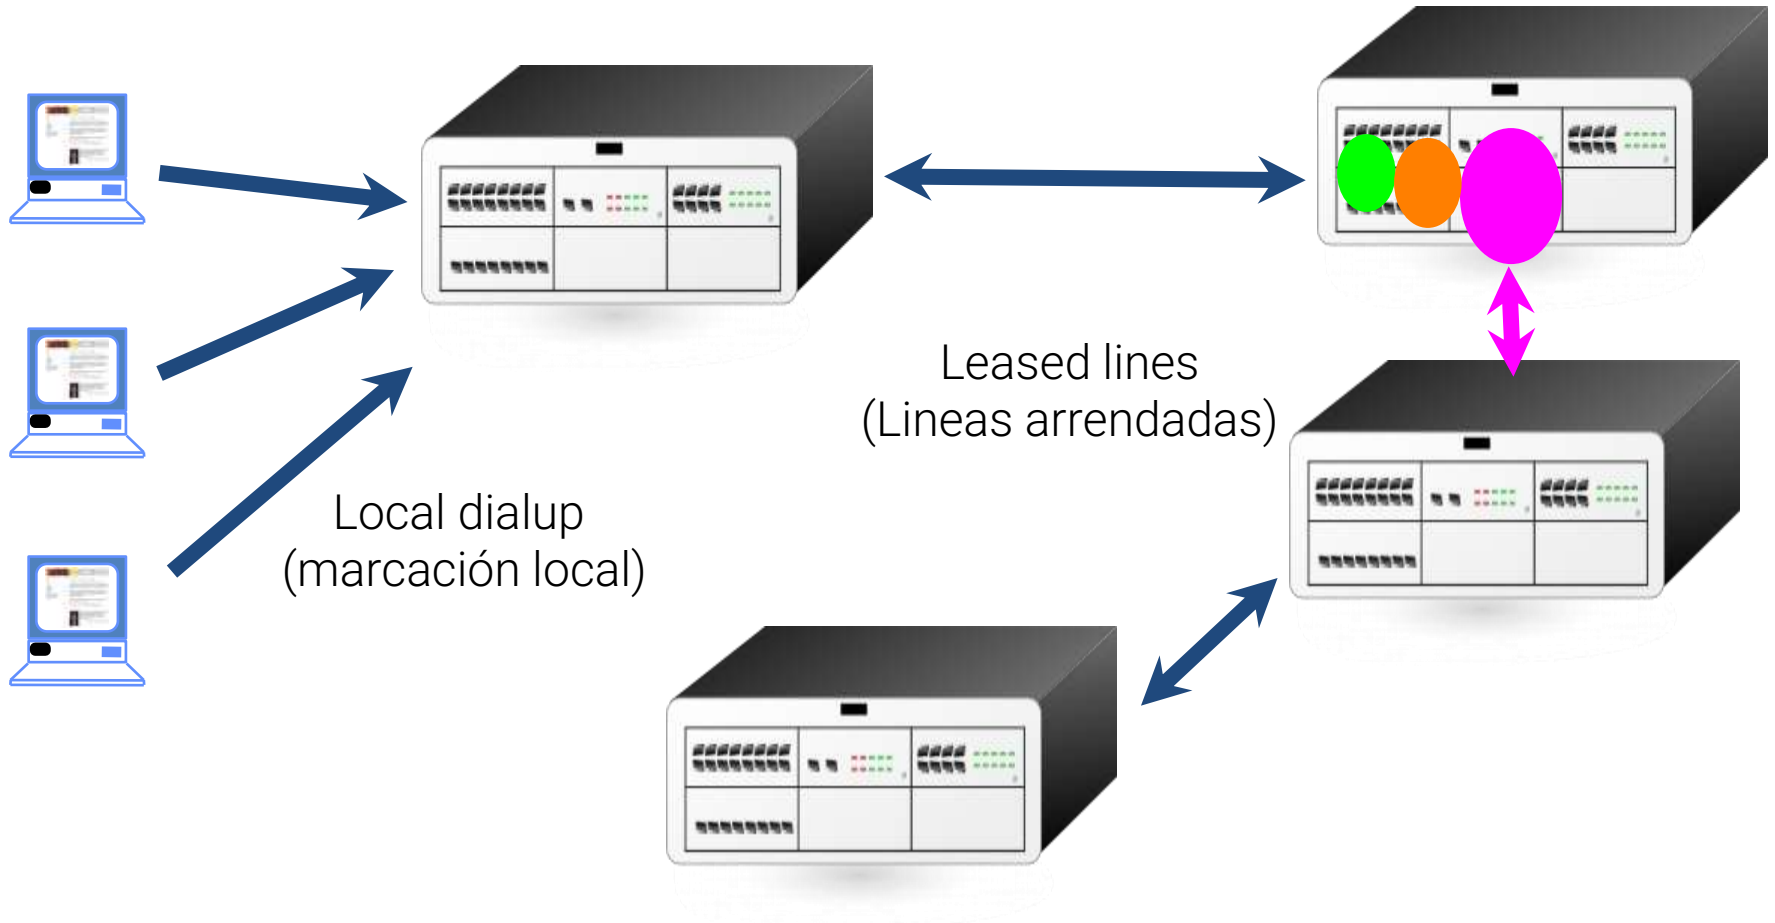 Leased lines
(Lineas arrendadas)
Local dialup
(marcación local)